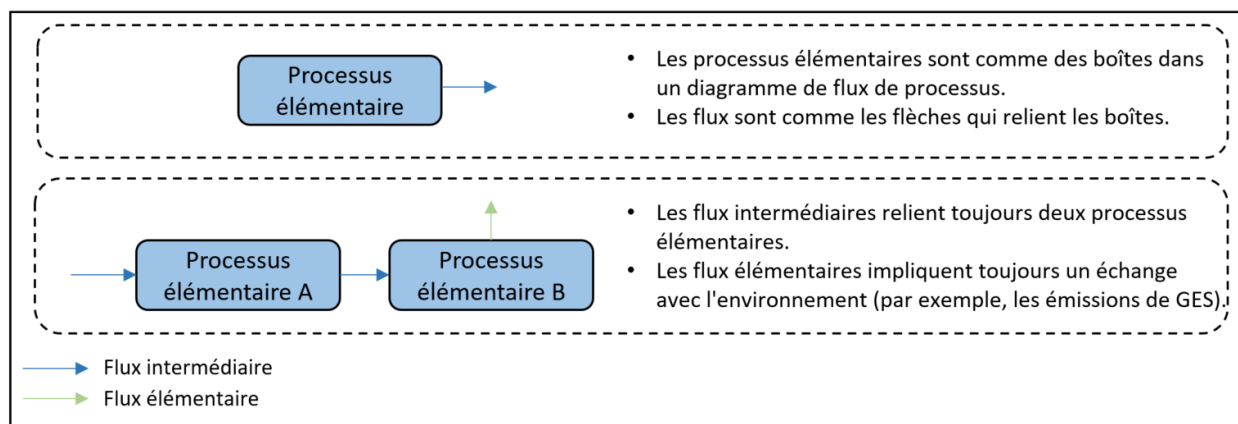 Processus
élémentaire
• Les processus élémentaires sont comme des boîtes dans
un diagramme de flux de processus.
• Les flux sont comme les flèches qui relient les boîtes.
Processus
élémentaire A
Processus
élémentaire B
• Les flux intermédiaires relient toujours deux processus
élémentaires.
• Les flux élémentaires impliquent toujours un échange
avec l'environnement (par exemple, les émissions de GES).
Flux intermédiaire
Flux élémentaire